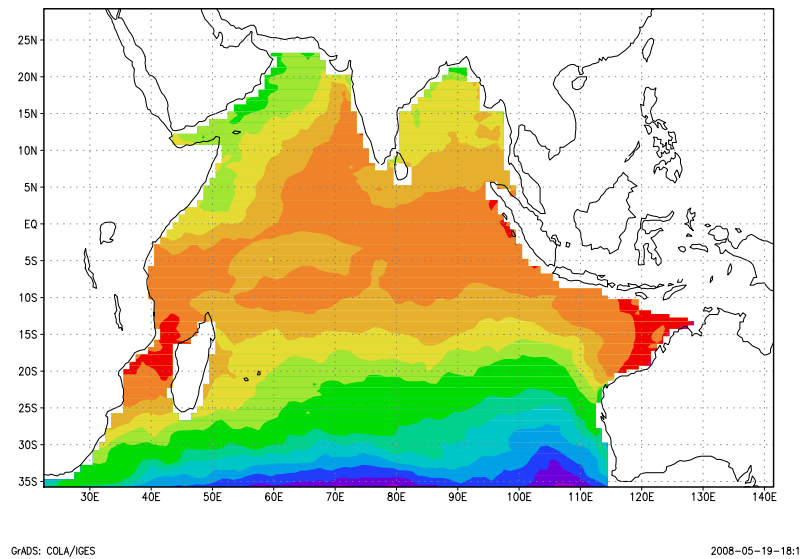 25N
20N
15N
10N
5N
EQ
5S
10S
15S
20S
25S
30S
35S
30E 40E 50E 60E 70E 80E 90E 100E 110E 120E 130E 140E
GrADS: COLA/IGES 2008-05-19-18:1